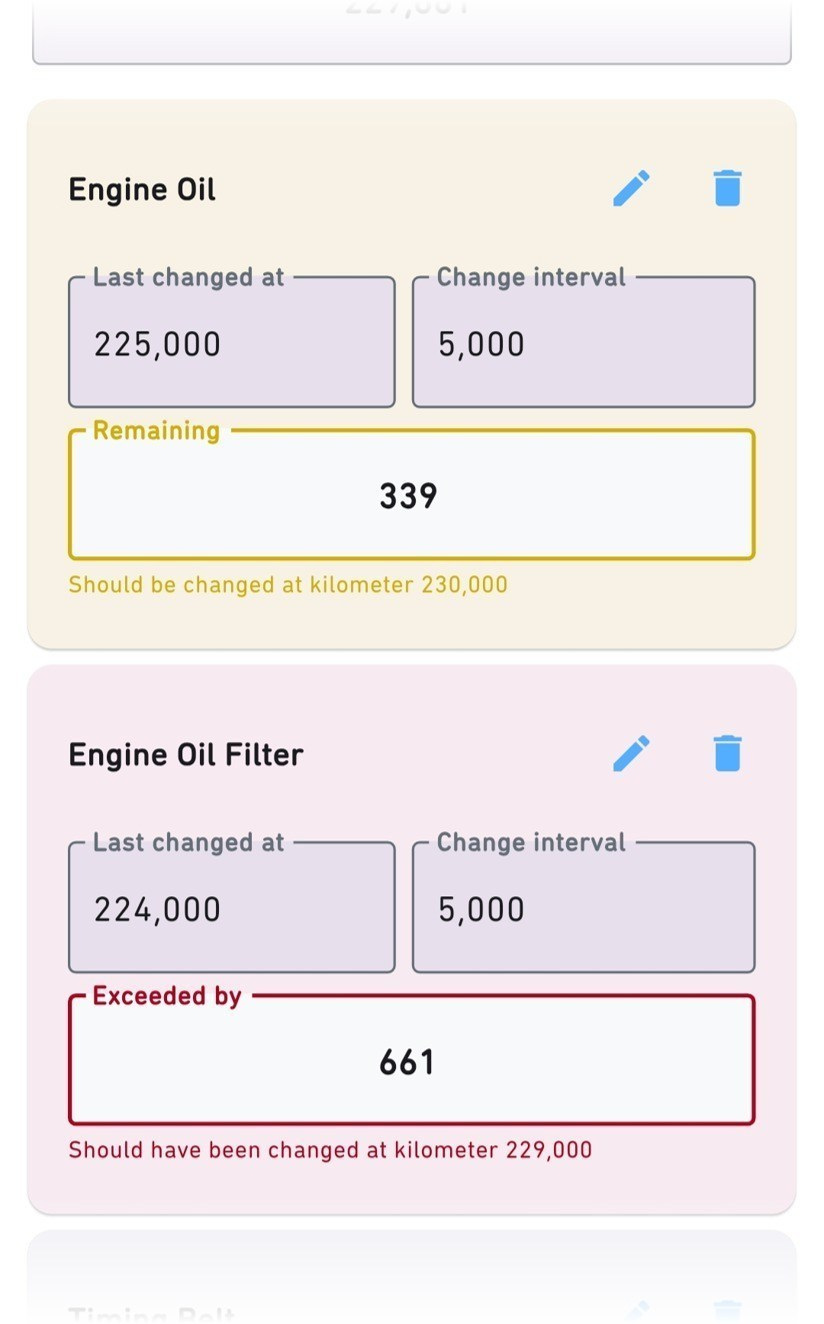 Engine Oil
Last changed at
Change interval
225,000
5,000
Remaining
339
Should be changed at kilometer 230,000
Engine Oil Filter
Last changed at
Change interval
224,000
5,000
Exceeded by
661
Should have been changed at kilometer 229,000
Timing Belt